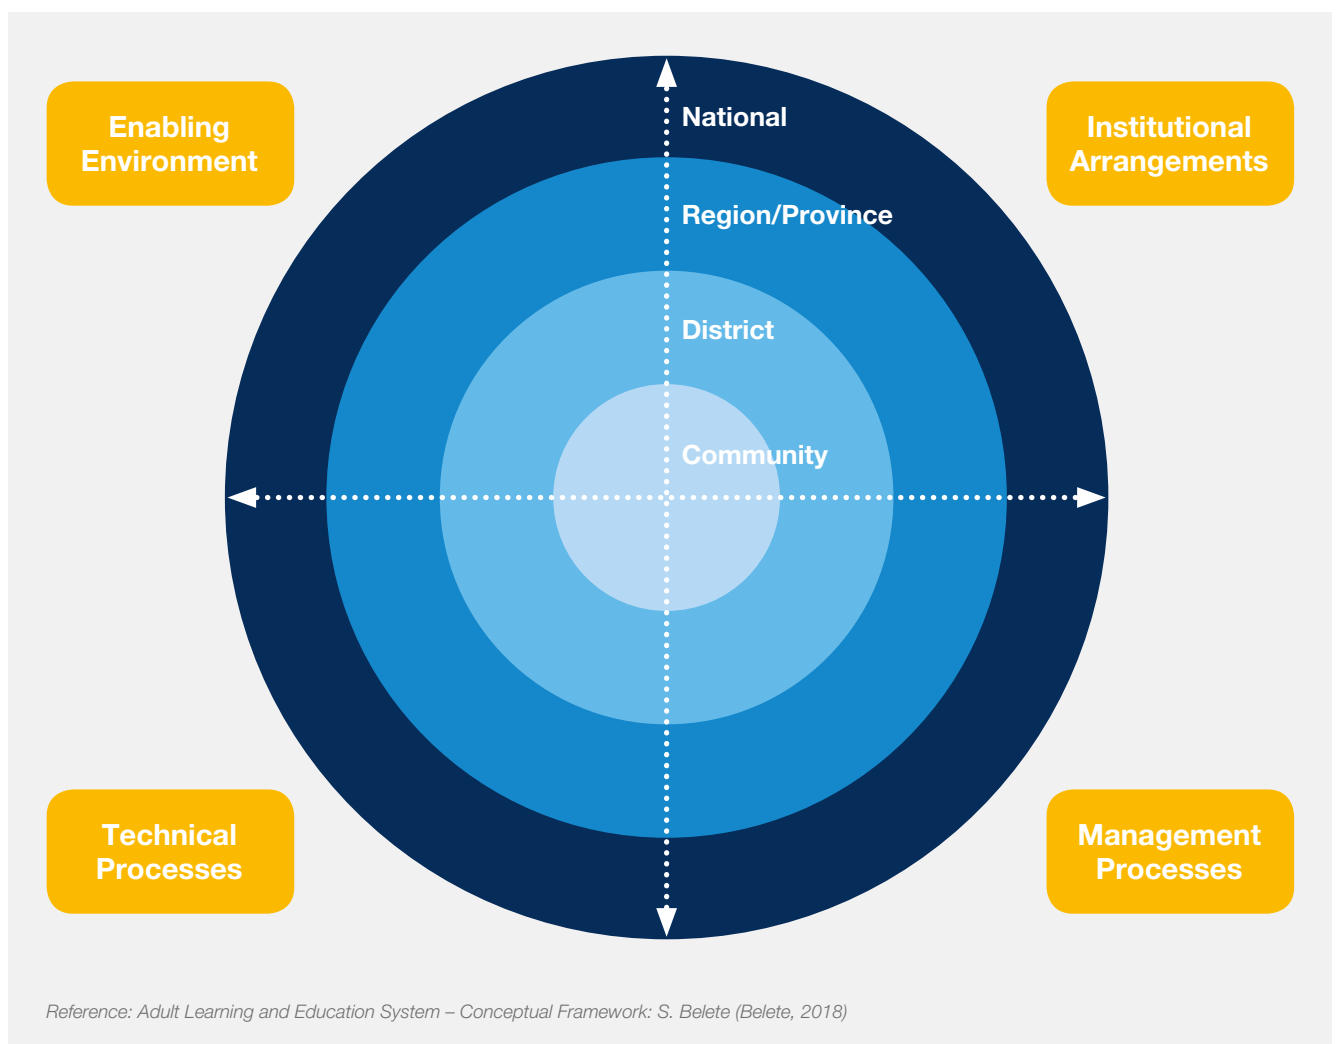 Enabling
Environment
Institutional
Arrangements
National
Region/Province
District
Community
Technical
Processes
Management
Processes
Reference: Adult Learning and Education System – Conceptual Framework: S. Belete (Belete, 2018)